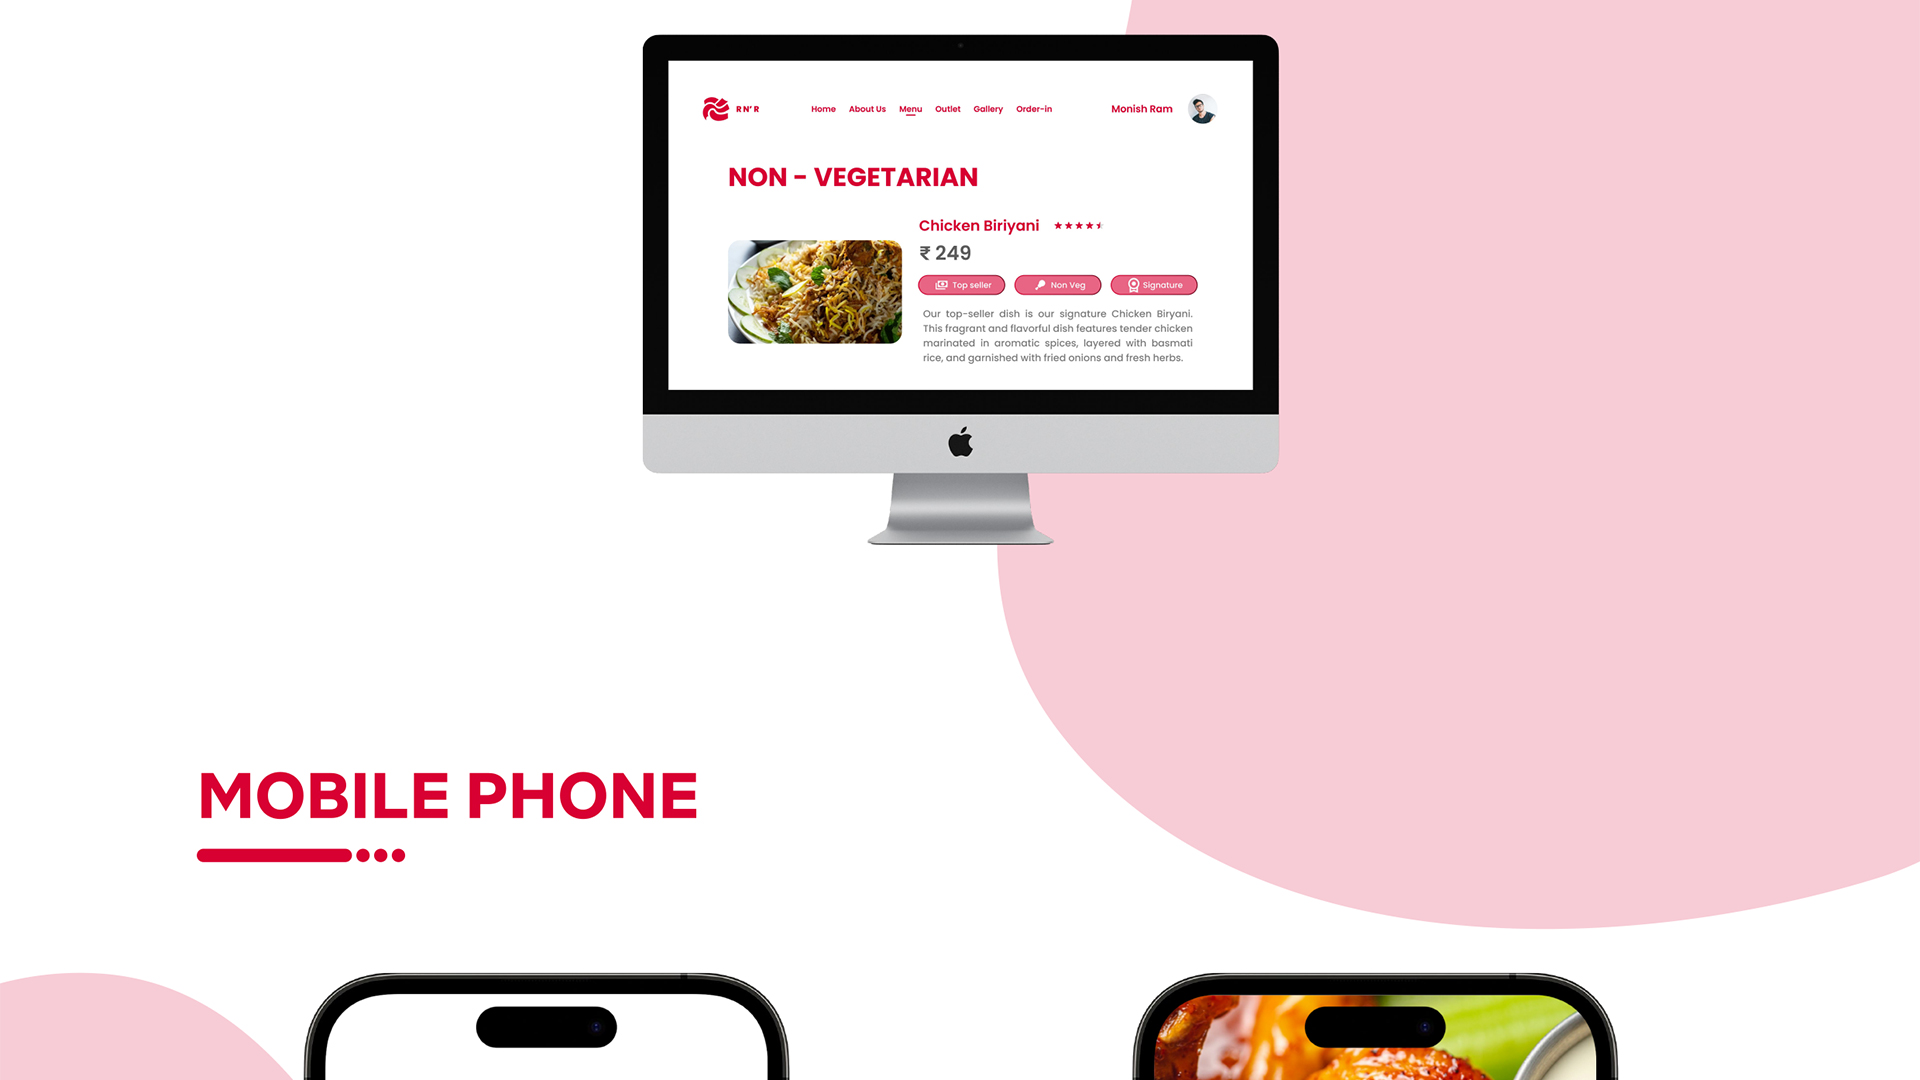 R N' R
Home About Us Menu Outlet Gallery Order-in
Monish Ram
NON - VEGETARIAN
Chicken Biriyani
₹ 249
Top seller Non Veg Signature
Our top-seller dish is our signature Chicken Biryani.
This fragrant and flavorful dish features tender chicken
marinated in aromatic spices, layered with basmati
rice, and garnished with fried onions and fresh herbs.
MOBILE PHONE